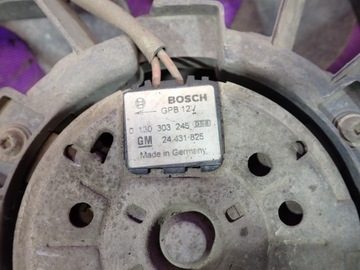 BOSCH
GPB 12V
0 130 303 245
GM 24.431.825
Made in Germany